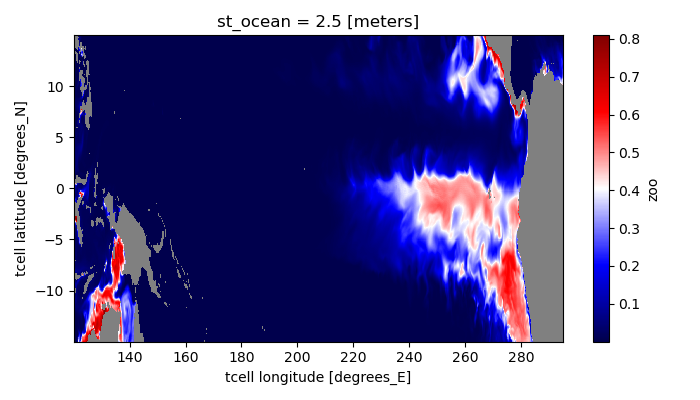 st_ocean = 2.5 [meters]
10
5
0
−5
−10
tcell latitude [degrees_N]
140 160 180 200 220 240 260 280
tcell longitude [degrees_E]
0.8
0.7
0.6
0.5
0.4
0.3
0.2
0.1
zoo